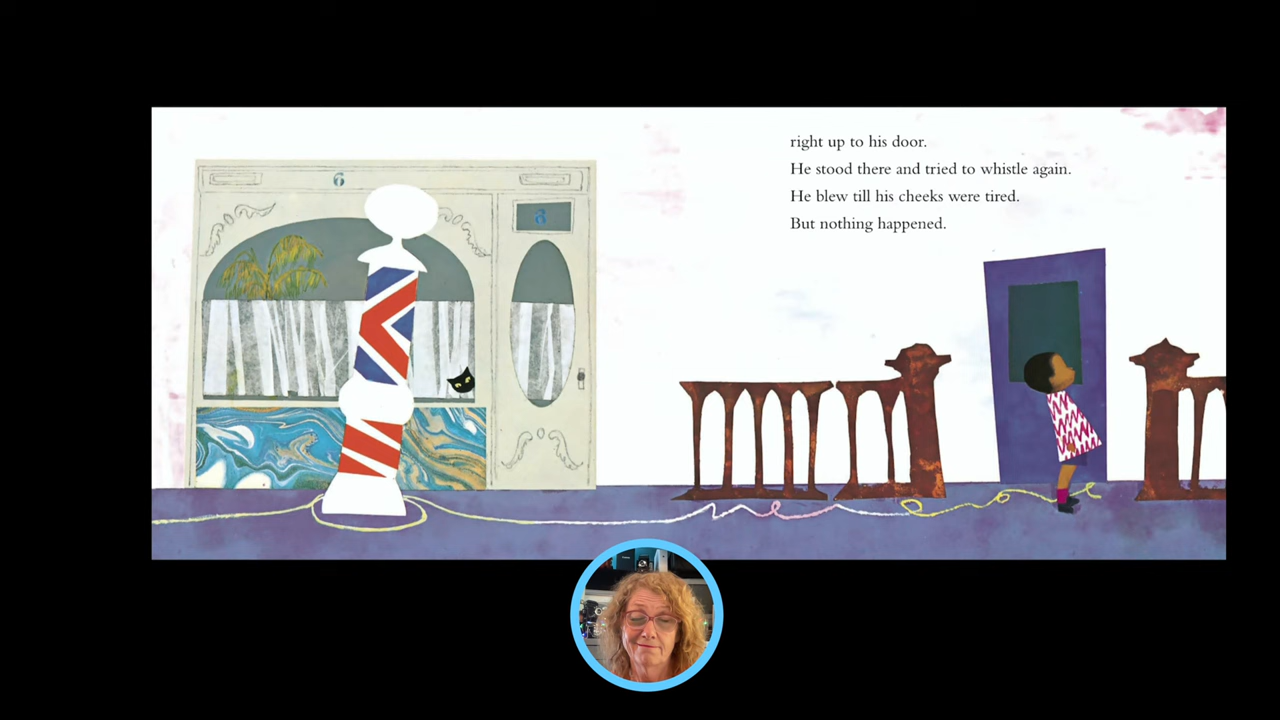 right up to his door.
He stood there and tried to whistle again.
He blew till his cheeks were tired.
But nothing happened.
6